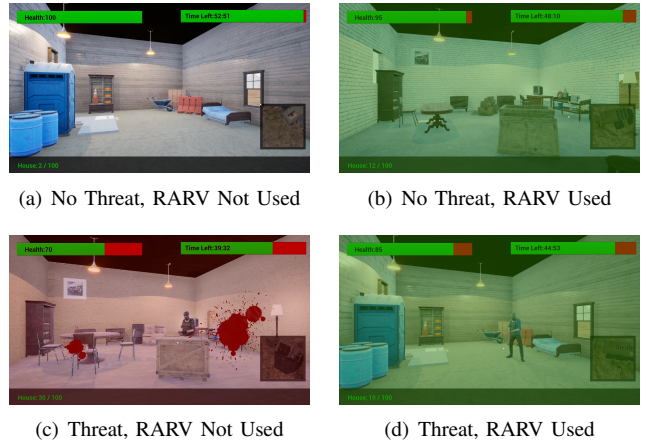 Health:100
Time Left:52:51
House:2 / 100
Health:95
Time Left:48:10
House:12 / 100
(a) No Threat, RARV Not Used
(b) No Threat, RARV Used
Health:70
Time Left:39:32
House:30 / 100
Health:85
Time Left:44:53
House:19 / 100
(c) Threat, RARV Not Used
(d) Threat, RARV Used